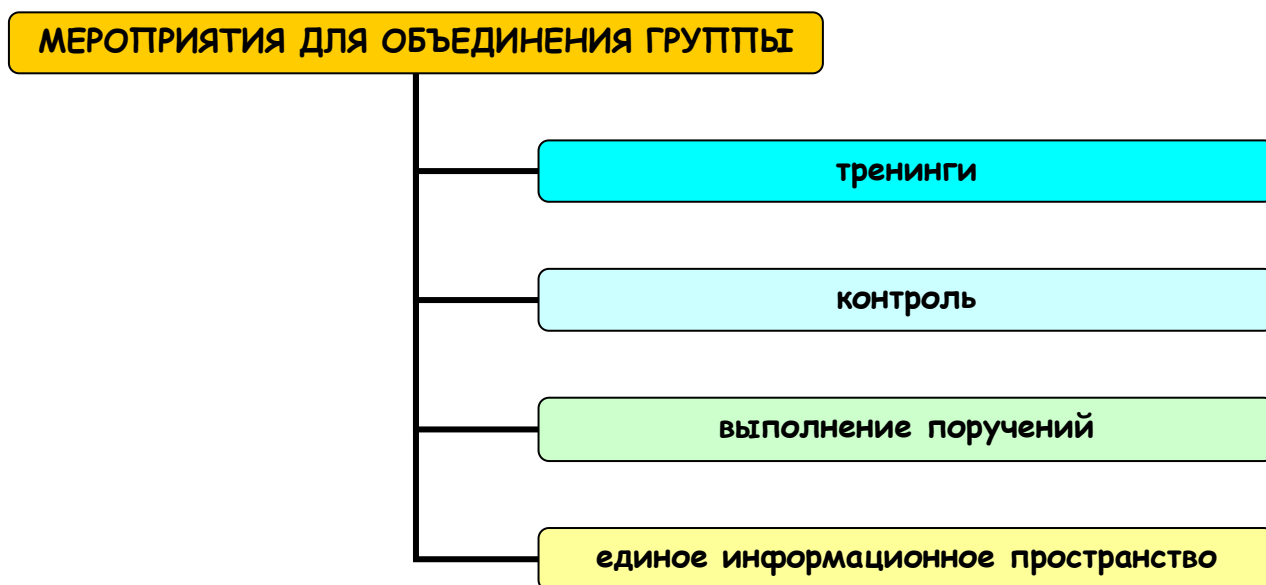 МЕРОПРИЯТИЯ ДЛЯ ОБЪЕДИНЕНИЯ ГРУППЫ
тренинги
контроль
выполнение поручений
единое информационное пространство